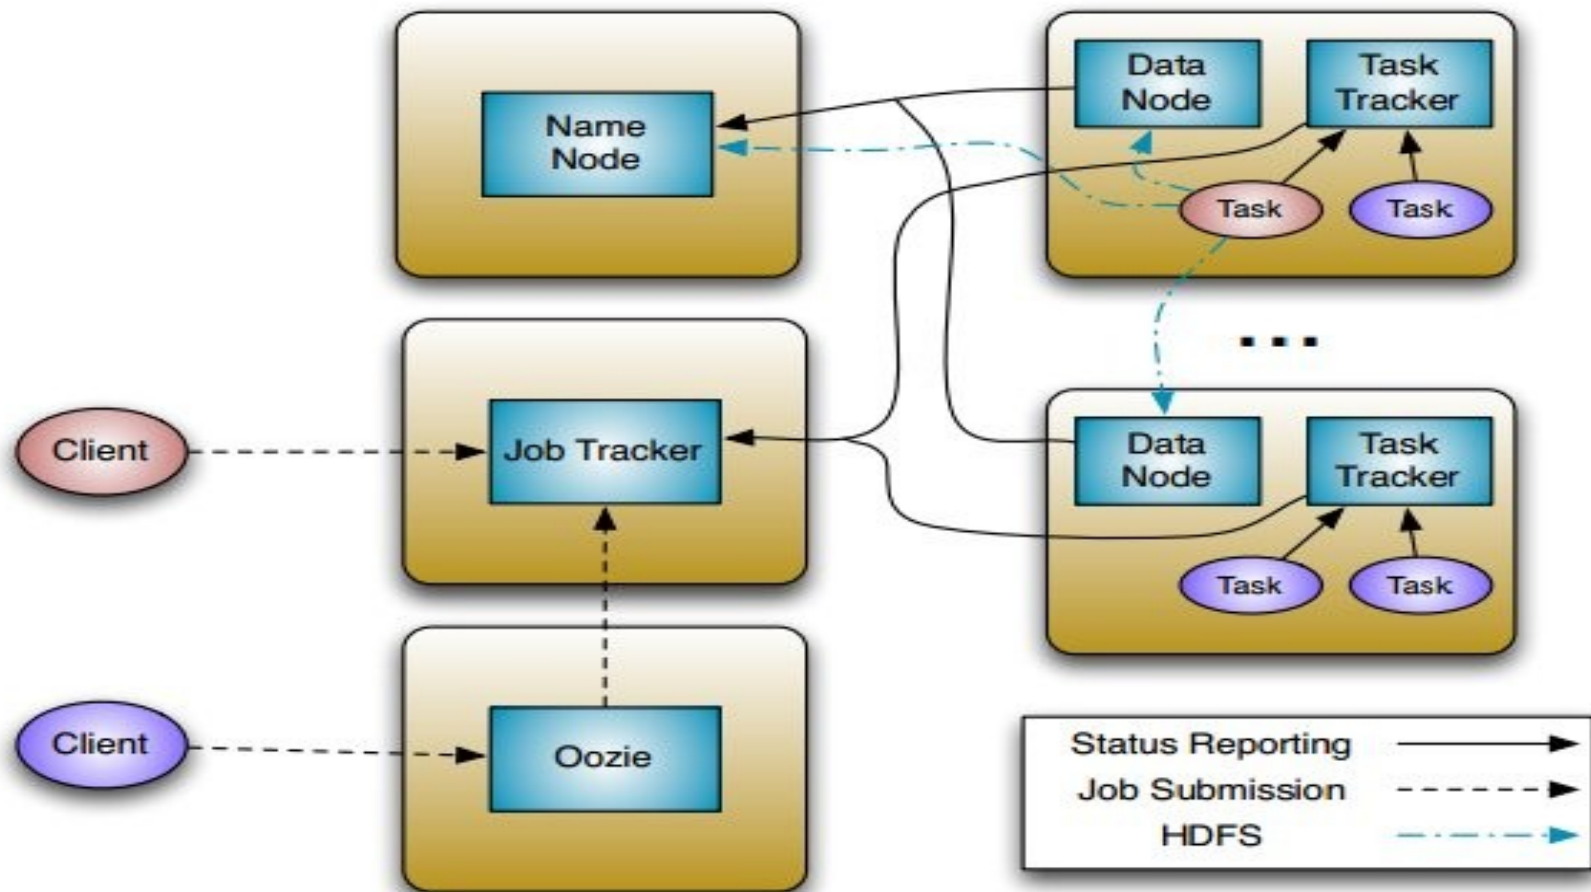 Name
Node
Data
Node
Task
Tracker
Task
Task
...
Client
Job Tracker
Data
Node
Task
Tracker
Task
Task
Client
Oozie
Status Reporting
Job Submission
HDFS